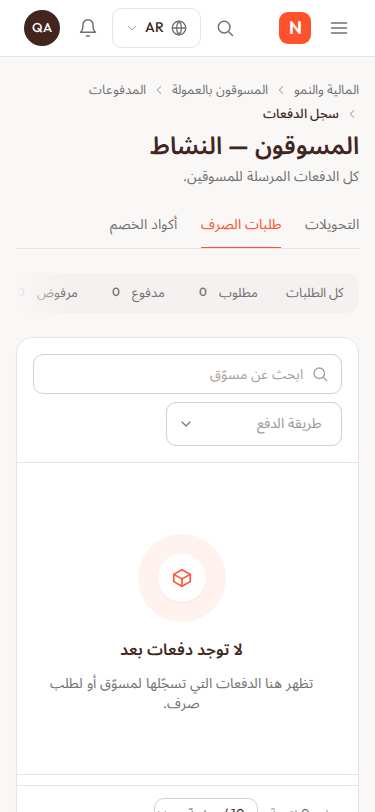 N
AR
QA
المالية والنمو
المسوقون بالعمولة
المدفوعات
سجل الدفعات
المسوقون — النشاط
كل الدفعات المرسلة للمسوقين.
التحويلات طلبات الصرف أكواد الخصم
كل الطلبات مطلوب 0 مدفوع 0 مرفوض 0
ابحث عن مسوّق
طريقة الدفع
لا توجد دفعات بعد
تظهر هنا الدفعات التي تسجّلها لمسوّق أو لطلب
صرف.